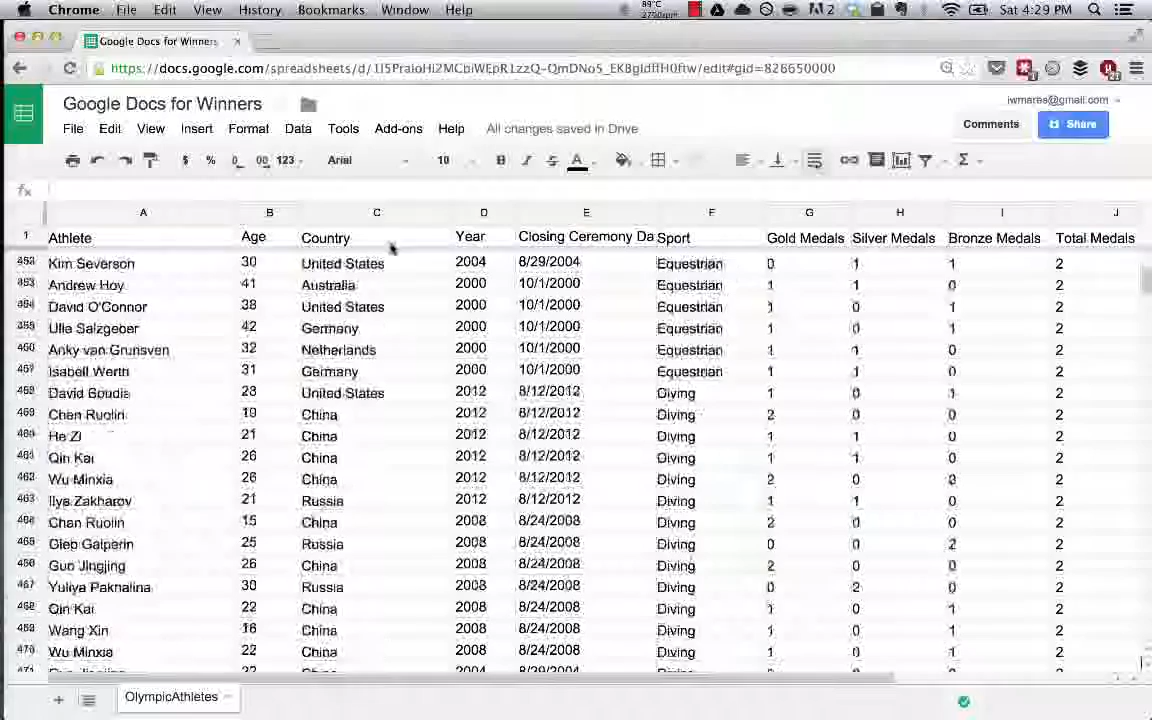 Chrome File Edit View History Bookmarks Window Help 89°C 2 Sat 4:29 PM
Google Docs for Winners
docs.google.com/spreadsheets/d/
Google Docs for Winners
iwmares@gmail.com
File Edit View Insert Format Data Tools Add-ons Help All changes saved in Drive
Comments Share
$ % 123 Arial 10 B I S A Σ
fx
A B C D E F G H I J
1 Athlete Age Country Year Closing Ceremony Da Sport Gold Medals Silver Medals Bronze Medals Total Medals
Kim Severson 30 United States 2004 8/29/2004 Equestrian 0 1 1 2
Andrew Hoy 41 Australia 2000 10/1/2000 Equestrian 1 1 0 2
David O'Connor 38 United States 2000 10/1/2000 Equestrian 1 0 1 2
Ulla Salzgeber 42 Germany 2000 10/1/2000 Equestrian 1 0 1 2
Anky van Grunsven 32 Netherlands 2000 10/1/2000 Equestrian 1 1 0 2
Isabell Werth 31 Germany 2000 10/1/2000 Equestrian 1 1 0 2
David Boudia 23 United States 2012 8/12/2012 Diving 1 0 1 2
Chen Ruolin 19 China 2012 8/12/2012 Diving 2 0 0 2
He Zi 21 China 2012 8/12/2012 Diving 1 1 0 2
Qin Kai 26 China 2012 8/12/2012 Diving 1 1 0 2
Wu Minxia 26 China 2012 8/12/2012 Diving 2 0 0 2
Ilya Zakharov 21 Russia 2012 8/12/2012 Diving 1 1 0 2
Chen Ruolin 15 China 2008 8/24/2008 Diving 2 0 0 2
Gleb Galperin 25 Russia 2008 8/24/2008 Diving 0 0 2 2
Guo Jingjing 26 China 2008 8/24/2008 Diving 2 0 0 2
Yuliya Pakhalina 30 Russia 2008 8/24/2008 Diving 0 2 0 2
Qin Kai 22 China 2008 8/24/2008 Diving 1 0 1 2
Wang Xin 16 China 2008 8/24/2008 Diving 1 0 1 2
Wu Minxia 22 China 2008 8/24/2008 Diving 1 0 1 2
OlympicAthletes